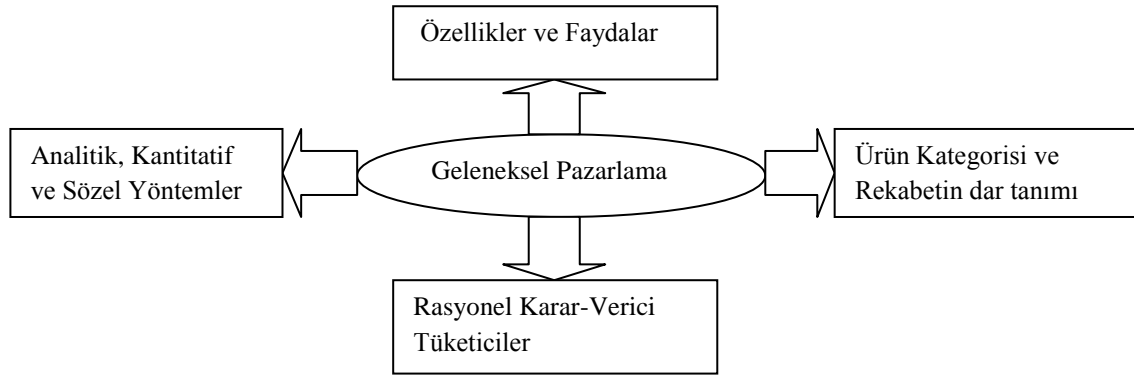 Özellikler ve Faydalar
Analitik, Kantitatif
ve Sözel Yöntemler
Geleneksel Pazarlama
Ürün Kategorisi ve
Rekabetin dar tanımı
Rasyonel Karar-Verici
Tüketiciler